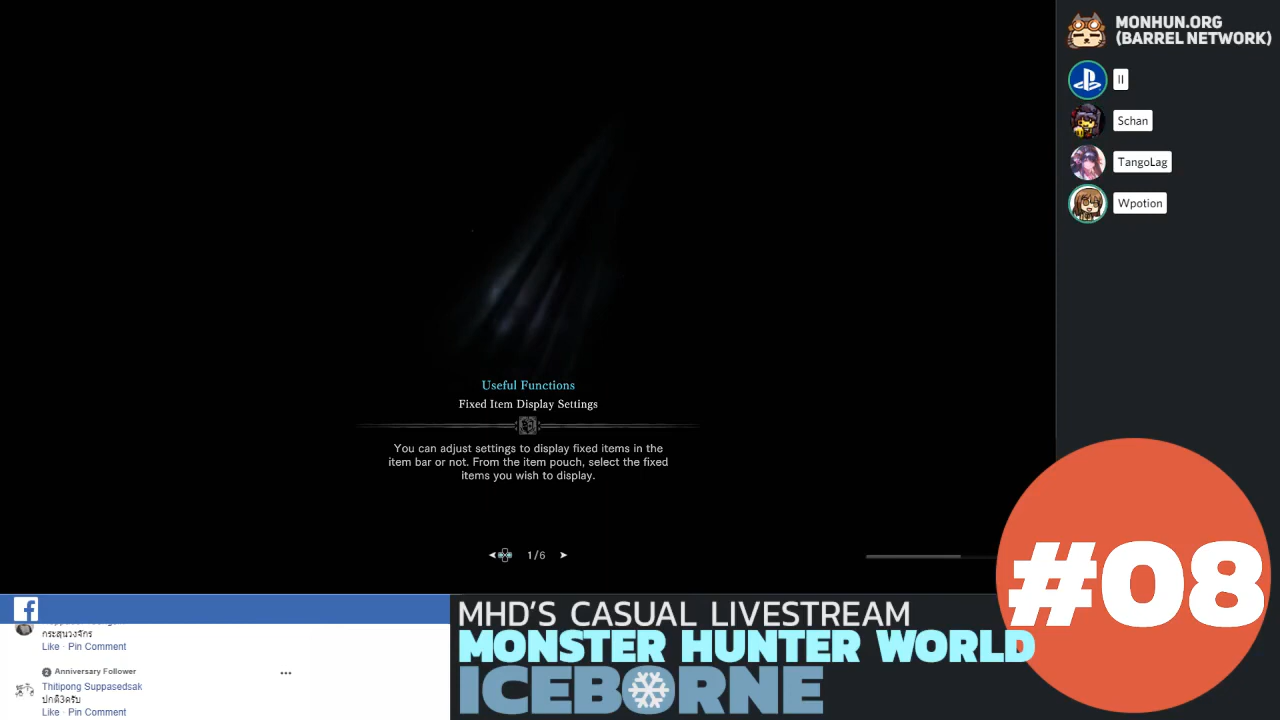 MONHUN.ORG
(BARREL NETWORK)
II
Schan
TangoLag
Wpotion
Useful Functions
Fixed Item Display Settings
You can adjust settings to display fixed items in the
item bar or not. From the item pouch, select the fixed
items you wish to display.
1/6
#08
กระสุนวงจักร
Like · Pin Comment
Anniversary Follower
Thitipong Suppasedsak
ปกติ3ครับ
Like · Pin Comment
MHD'S CASUAL LIVESTREAM
MONSTER HUNTER WORLD
ICEBORNE